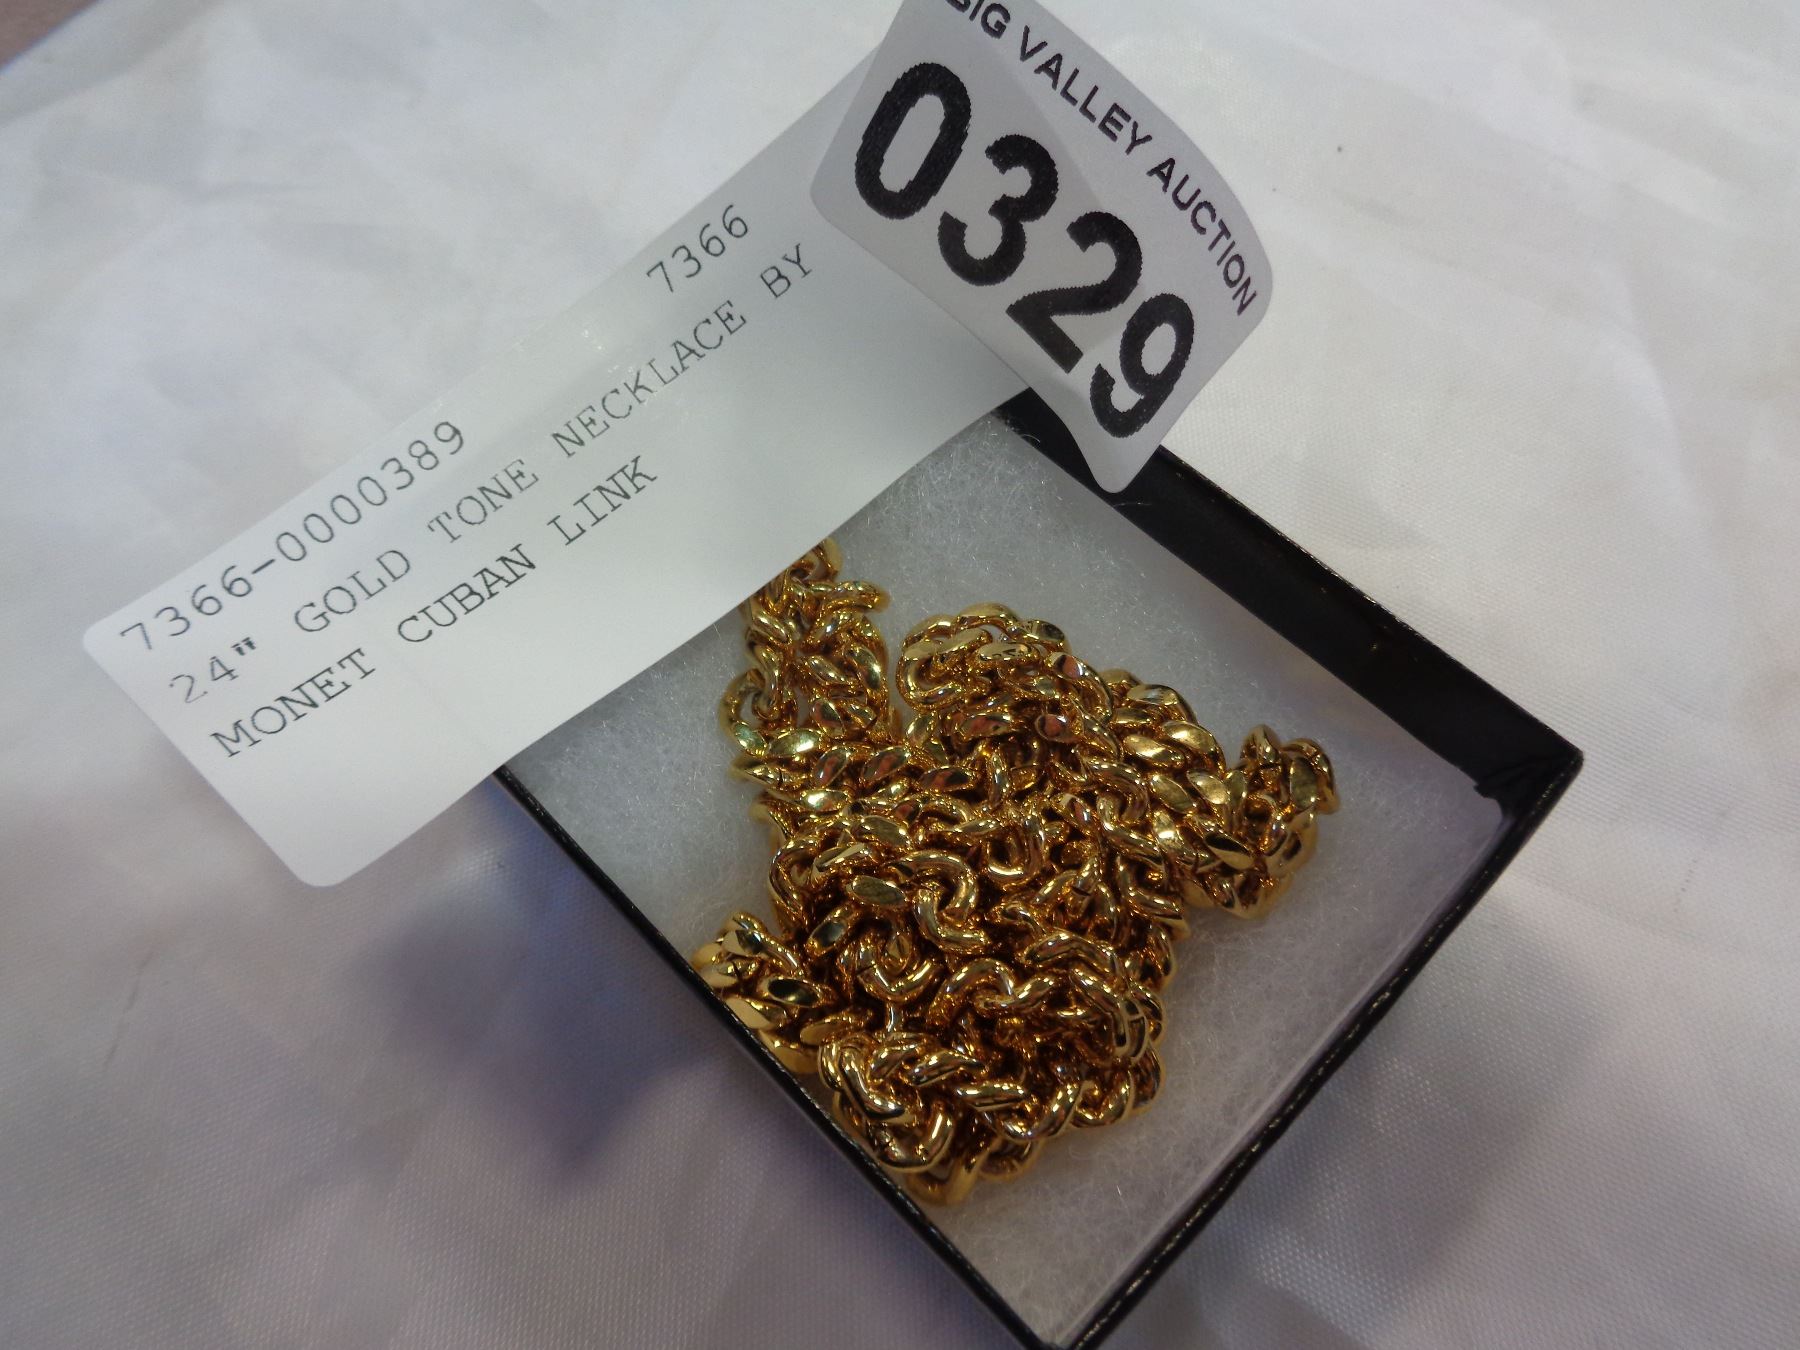 BIG VALLEY AUCTION
0329
7366-0000389 7366
24" GOLD TONE NECKLACE BY
MONET CUBAN LINK